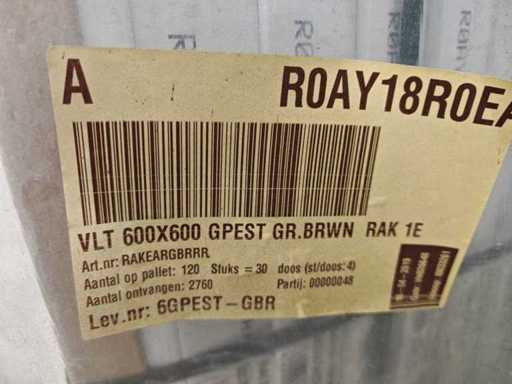 A R0AY18R0EA
VLT 600X600 GPEST GR.BRWN RAK 1E
Art.nr: RAKEARGBRRR
Aantal op pallet: 120 Stuks = 30 doos (st/doos: 4)
Aantal ontvangen: 2760 Partij: 00000048
Lev.nr: 6GPEST-GBR